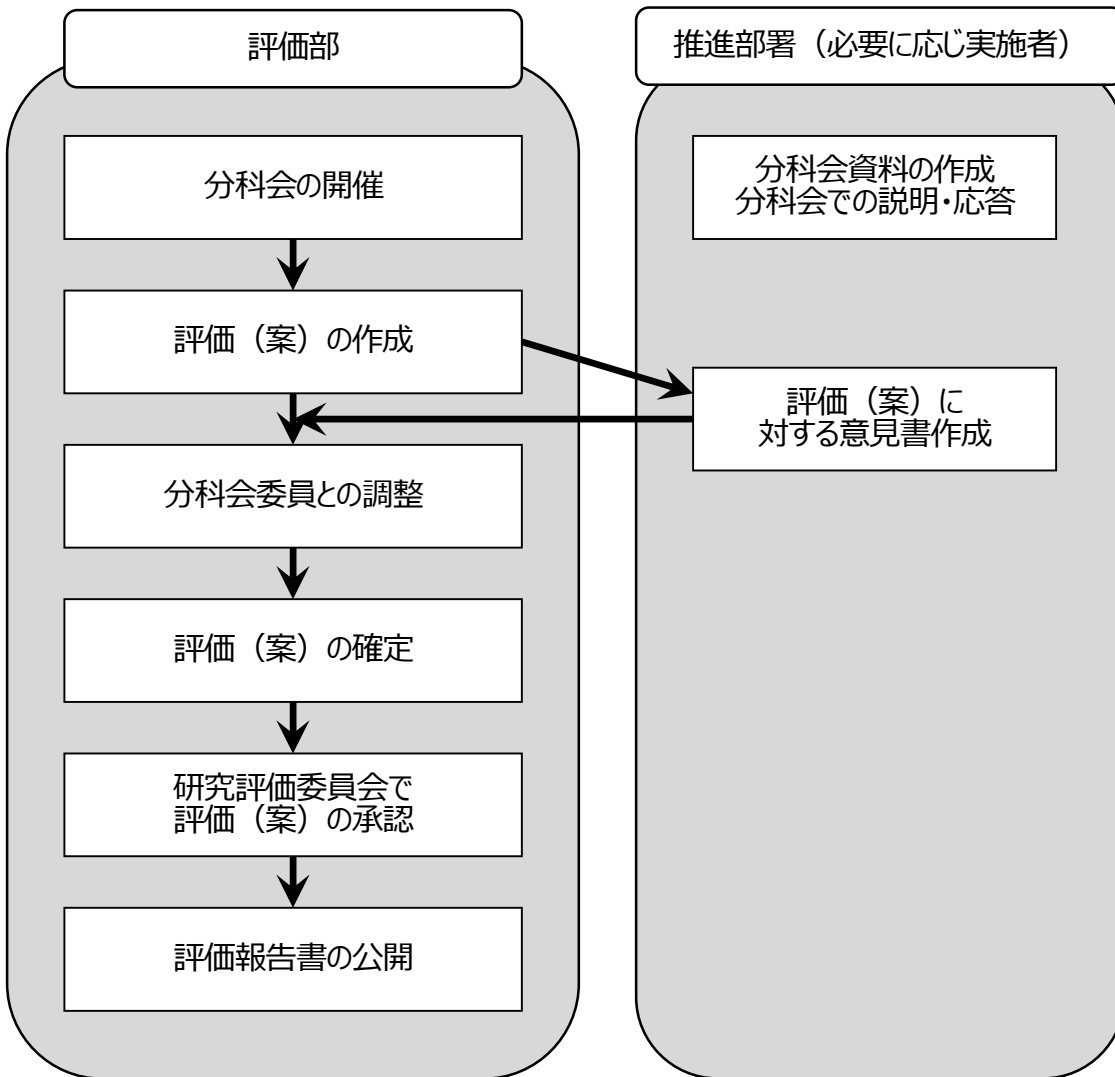 評価部
推進部署（必要に応じ実施者）
分科会の開催
分科会資料の作成
分科会での説明・応答
評価（案）の作成
評価（案）に
対する意見書作成
分科会委員との調整
評価（案）の確定
研究評価委員会で
評価（案）の承認
評価報告書の公開